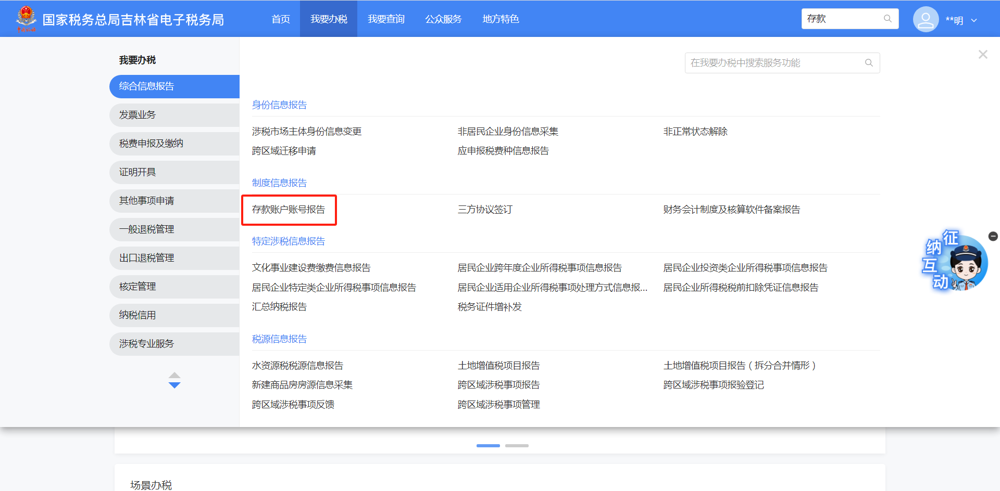 国家税务总局吉林省电子税务局
首页 我要办税 我要查询 公众服务 地方特色
存款
**明
我要办税
综合信息报告
发票业务
税费申报及缴纳
证明开具
其他事项申请
一般退税管理
出口退税管理
核定管理
纳税信用
涉税专业服务
在我要办税中搜索服务功能
身份信息报告
涉税市场主体身份信息变更 非居民企业身份信息采集 非正常状态解除
跨区域迁移申请 应申报税费种信息报告
制度信息报告
存款账户账号报告 三方协议签订 财务会计制度及核算软件备案报告
特定涉税信息报告
文化事业建设费缴费信息报告 居民企业跨年度企业所得税事项信息报告 居民企业投资类企业所得税事项信息报告
居民企业特定类企业所得税事项信息报告 居民企业适用企业所得税事项处理方式信息报... 居民企业所得税税前扣除凭证信息报告
汇总纳税报告 税务证件增补发
税源信息报告
水资源税税源信息报告 土地增值税项目报告 土地增值税项目报告（拆分合并情形）
新建商品房房源信息采集 跨区域涉税事项报告 跨区域涉税事项报验登记
跨区域涉税事项反馈 跨区域涉税事项管理
征纳互动
场景办税